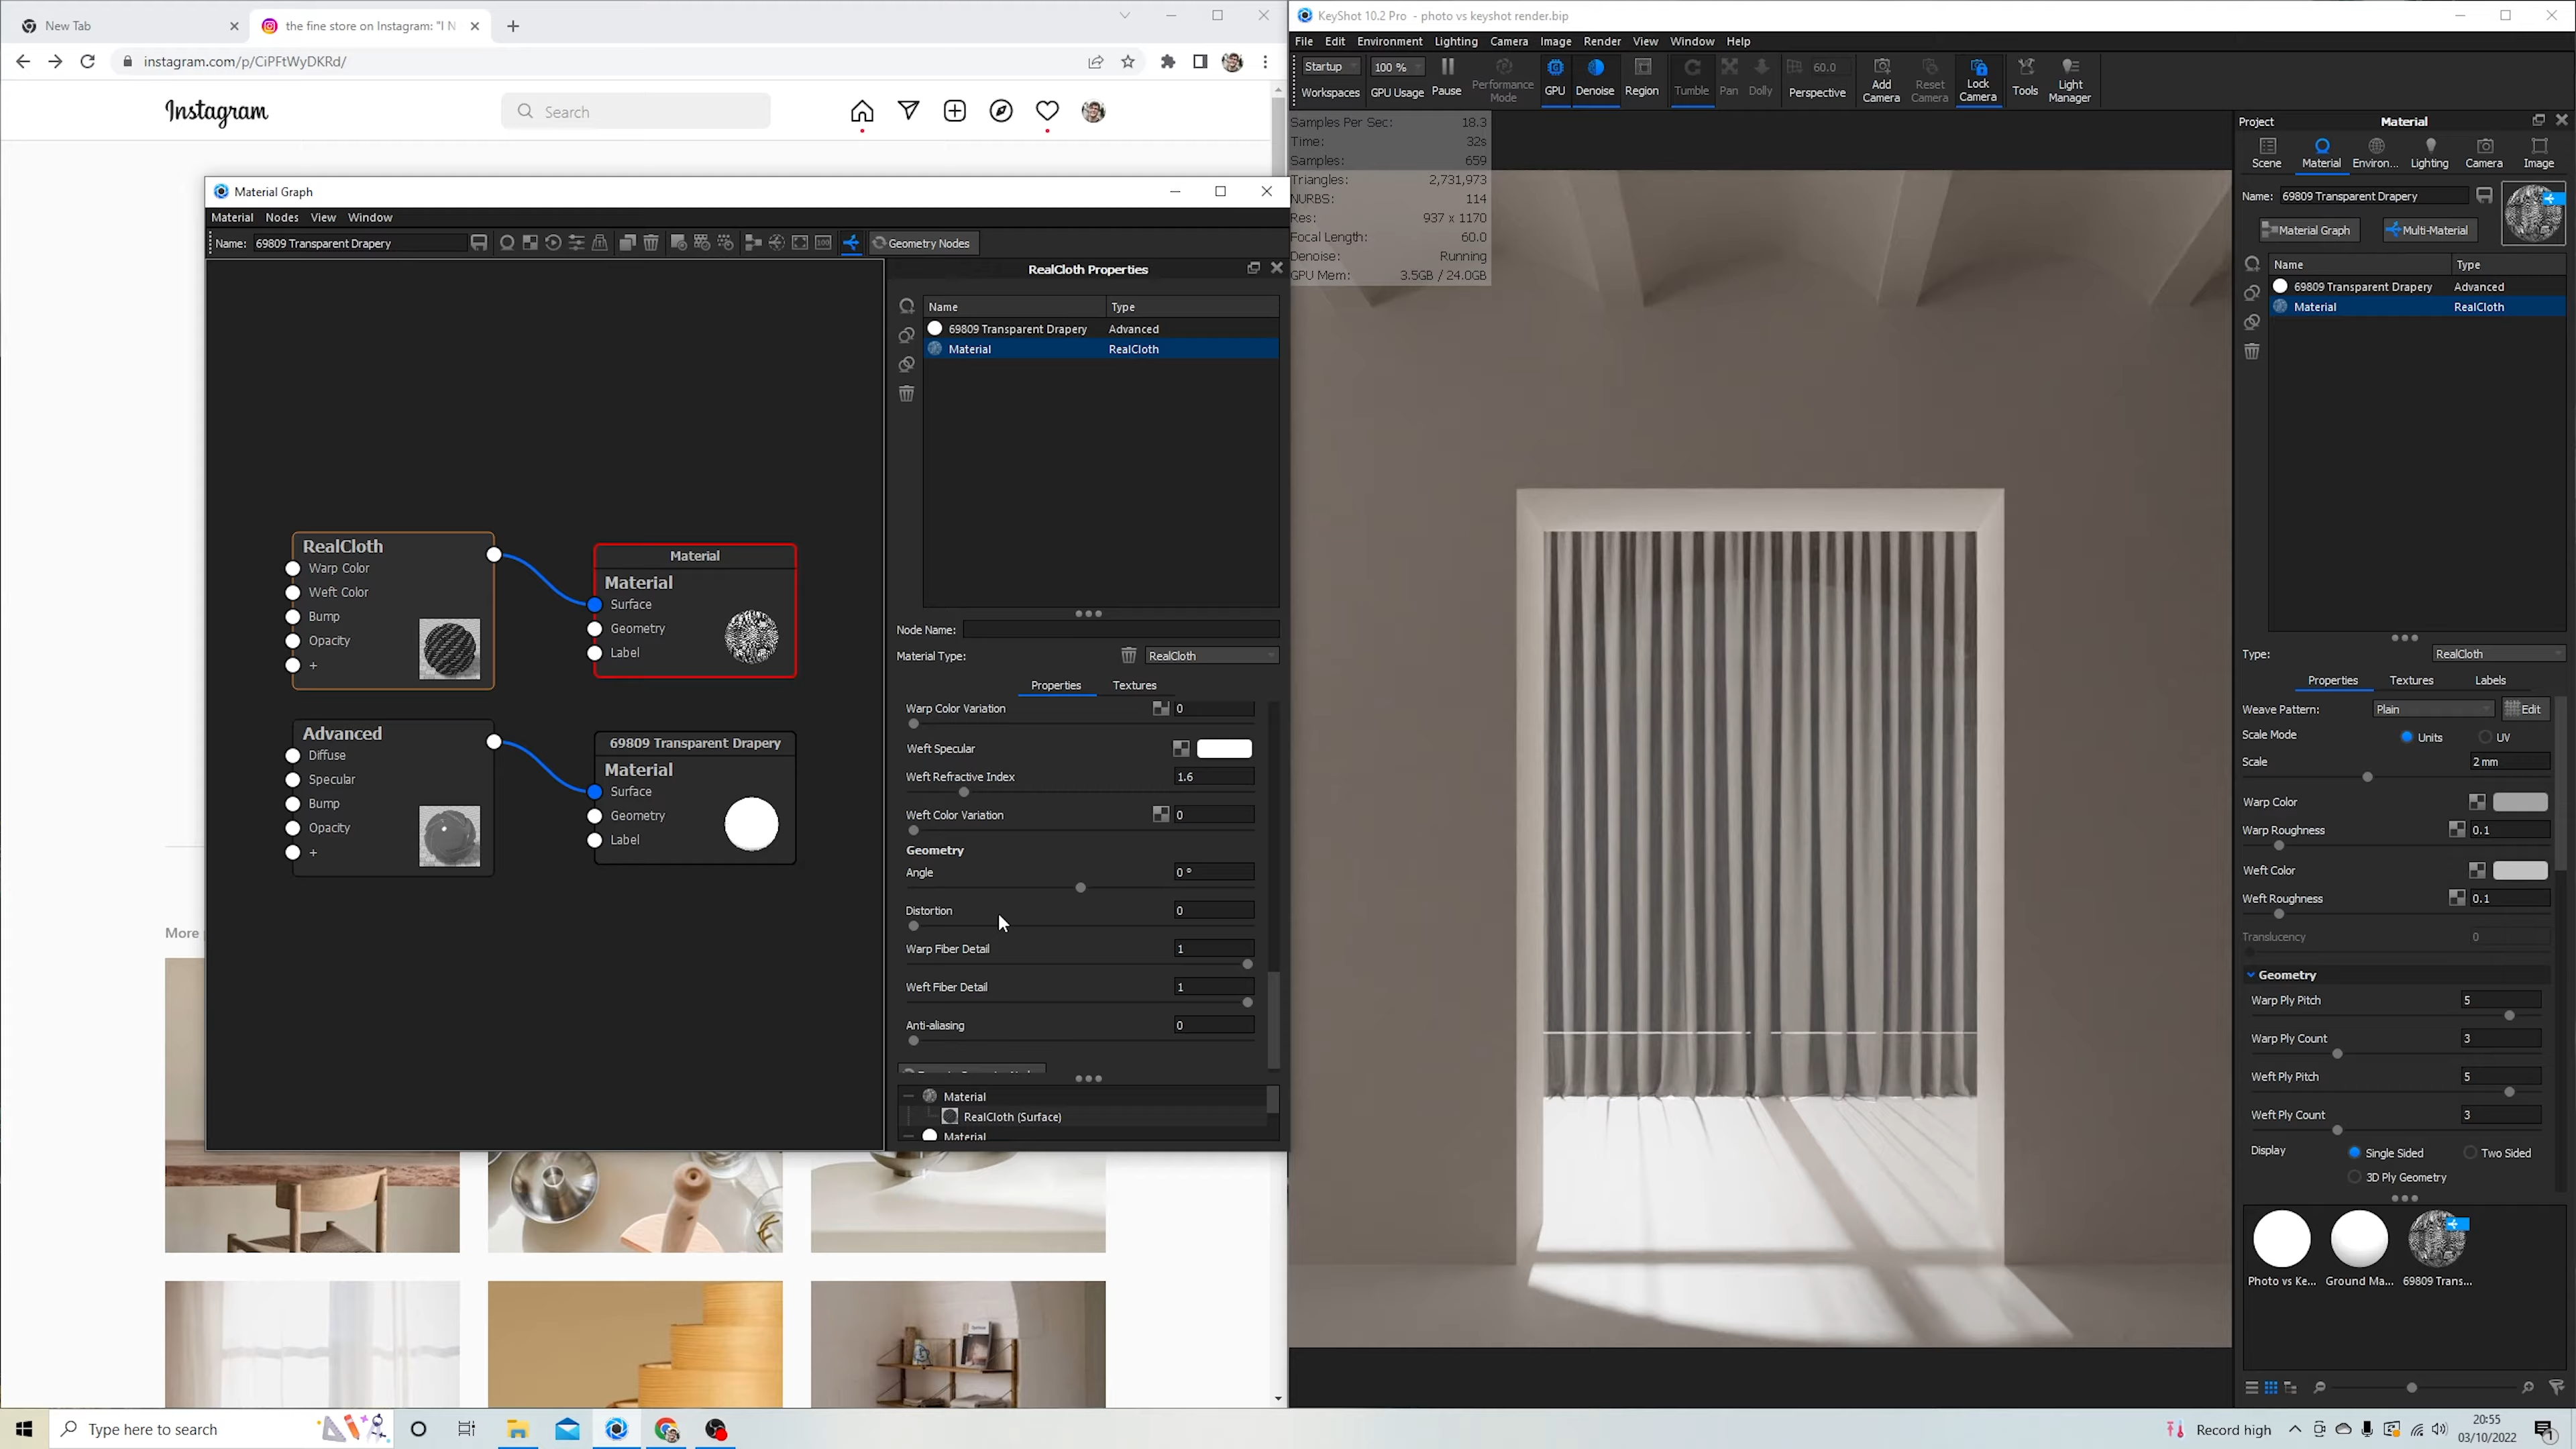 New Tab
the fine store on Instagram: "I N
instagram.com/p/CiPFtWyDKRd/
Instagram
Search
More
Material Graph
Material Nodes View Window
Name: 69809 Transparent Drapery
Geometry Nodes
RealCloth Properties
Name Type
69809 Transparent Drapery Advanced
Material RealCloth
RealCloth
Warp Color
Weft Color
Bump
Opacity
+
Material
Material
Surface
Geometry
Label
Advanced
Diffuse
Specular
Bump
Opacity
+
69809 Transparent Drapery
Material
Surface
Geometry
Label
Node Name:
Material Type: RealCloth
Properties Textures
Warp Color Variation 0
Weft Specular
Weft Refractive Index 1.6
Weft Color Variation 0
Geometry
Angle 0 °
Distortion 0
Warp Fiber Detail 1
Weft Fiber Detail 1
Anti-aliasing 0
Material
RealCloth (Surface)
Material
KeyShot 10.2 Pro - photo vs keyshot render.bip
File Edit Environment Lighting Camera Image Render View Window Help
Startup
Workspaces
100 %
GPU Usage
Pause
Performance Mode
GPU
Denoise
Region
Tumble
Pan
Dolly
60.0
Perspective
Add Camera
Reset Camera
Lock Camera
Tools
Light Manager
Samples Per Sec: 18.3
Time: 32s
Samples: 659
Triangles: 2,731,973
NURBS: 114
Res: 937 x 1170
Focal Length: 60.0
Denoise: Running
GPU Mem: 3.5GB / 24.0GB
Project Material
Scene Material Environ... Lighting Camera Image
Name: 69809 Transparent Drapery
Material Graph Multi-Material
Name Type
69809 Transparent Drapery Advanced
Material RealCloth
Type: RealCloth
Properties Textures Labels
Weave Pattern: Plain Edit
Scale Mode Units UV
Scale 2 mm
Warp Color
Warp Roughness 0.1
Weft Color
Weft Roughness 0.1
Translucency 0
Geometry
Warp Ply Pitch 5
Warp Ply Count 3
Weft Ply Pitch 5
Weft Ply Count 3
Display Single Sided Two Sided
3D Ply Geometry
Photo vs Ke... Ground Ma... 69809 Trans...
Type here to search
Record high
20:55
03/10/2022
1